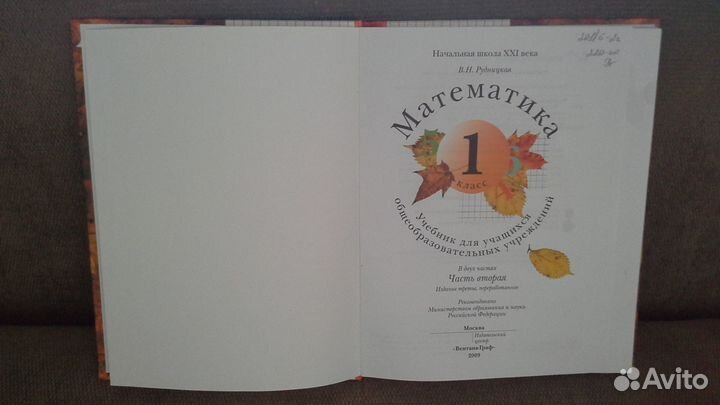 Начальная школа XXI века
В.Н. Рудницкая
Математика
1
класс
Учебник для учащихся
общеобразовательных учреждений
В двух частях
Часть вторая
Издание третье, переработанное
Рекомендовано
Министерством образования и науки
Российской Федерации
Москва
Издательский
центр
«Вентана-Граф»
2009
Avito